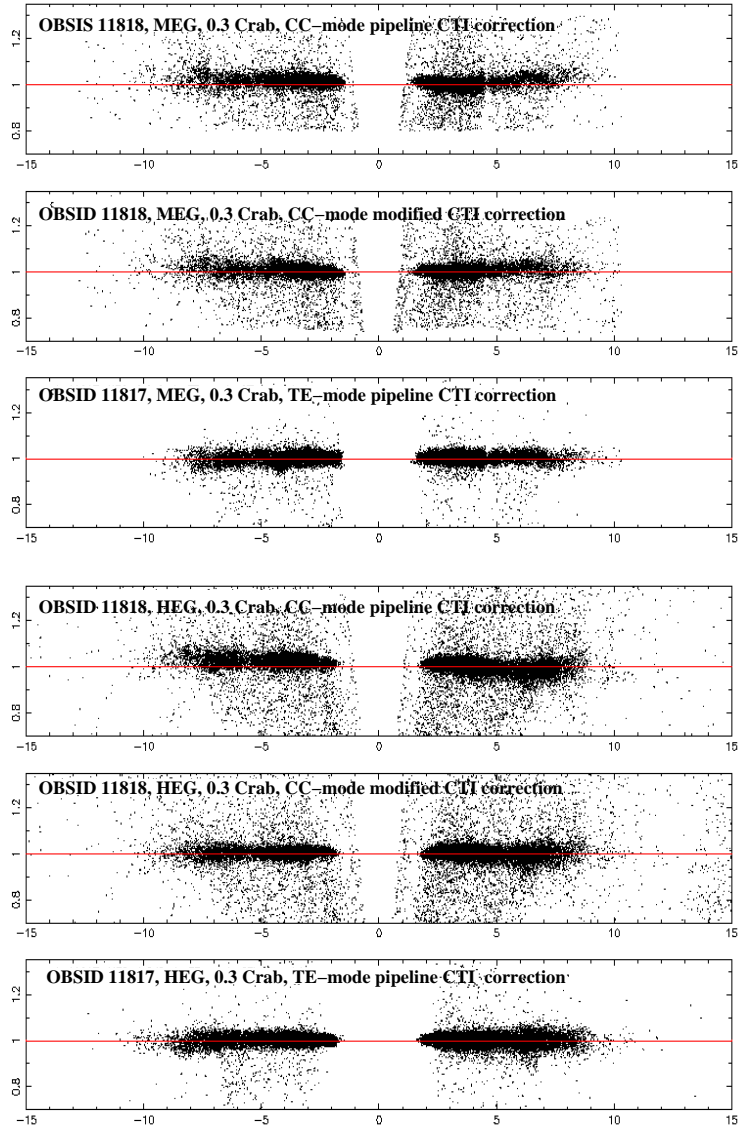 OBSIS 11818, MEG, 0.3 Crab, CC−mode pipeline CTI correction
1.2
1
0.8
−15 −10 −5 0 5 10 15
OBSID 11818, MEG, 0.3 Crab, CC−mode modified CTI correction
1.2
1
0.8
−15 −10 −5 0 5 10 15
OBSID 11817, MEG, 0.3 Crab, TE−mode pipeline CTI correction
1.2
1
0.8
−15 −10 −5 0 5 10 15
OBSID 11818, HEG, 0.3 Crab, CC−mode pipeline CTI correction
1.2
1
0.8
−15 −10 −5 0 5 10 15
OBSID 11818, HEG, 0.3 Crab, CC−mode modified CTI correction
1.2
1
0.8
−15 −10 −5 0 5 10 15
OBSID 11817, HEG, 0.3 Crab, TE−mode pipeline CTI correction
1.2
1
0.8
−15 −10 −5 0 5 10 15